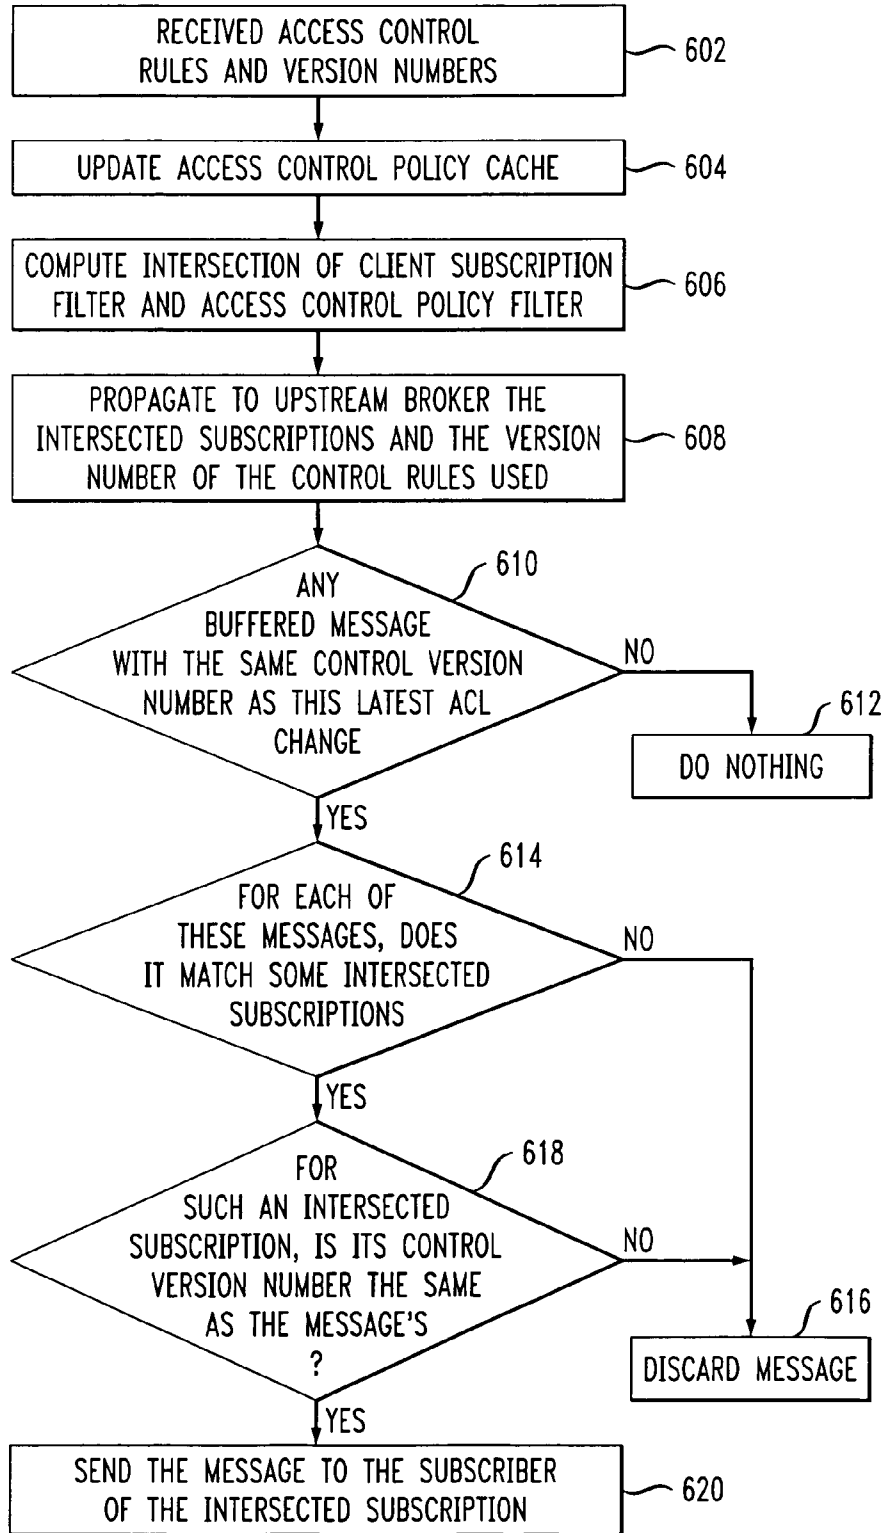 RECEIVED ACCESS CONTROL
RULES AND VERSION NUMBERS
602
UPDATE ACCESS CONTROL POLICY CACHE
604
COMPUTE INTERSECTION OF CLIENT SUBSCRIPTION
FILTER AND ACCESS CONTROL POLICY FILTER
606
PROPAGATE TO UPSTREAM BROKER THE
INTERSECTED SUBSCRIPTIONS AND THE VERSION
NUMBER OF THE CONTROL RULES USED
608
610
ANY
BUFFERED MESSAGE
WITH THE SAME CONTROL VERSION
NUMBER AS THIS LATEST ACL
CHANGE
NO
612
DO NOTHING
YES
614
FOR EACH OF
THESE MESSAGES, DOES
IT MATCH SOME INTERSECTED
SUBSCRIPTIONS
NO
YES
618
FOR
SUCH AN INTERSECTED
SUBSCRIPTION, IS ITS CONTROL
VERSION NUMBER THE SAME
AS THE MESSAGE'S
?
NO
616
DISCARD MESSAGE
YES
SEND THE MESSAGE TO THE SUBSCRIBER
OF THE INTERSECTED SUBSCRIPTION
620